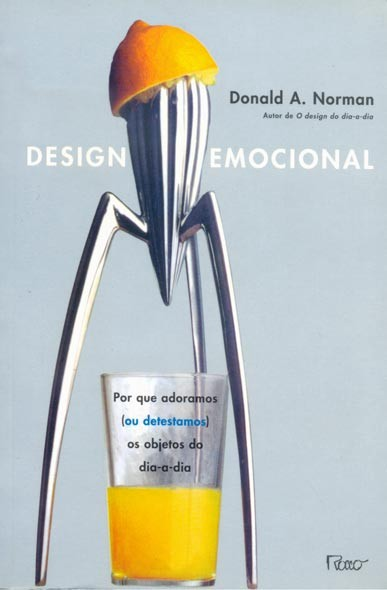 Donald A. Norman
Autor de O design do dia-a-dia
DESIGN EMOCIONAL
Por que adoramos
(ou detestamos)
os objetos do
dia-a-dia
Rocco